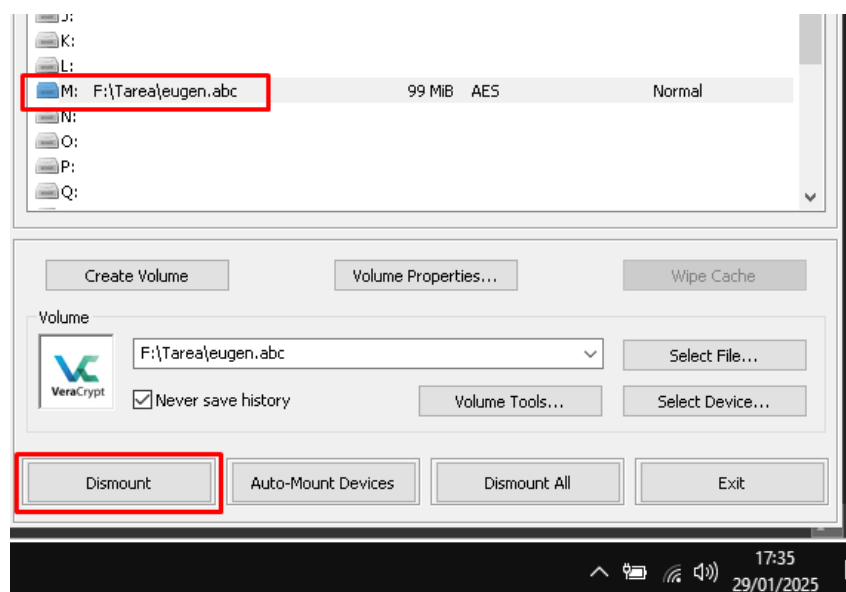 J:
K:
L:
M: F:\Tarea\eugen.abc 99 MiB AES Normal
N:
O:
P:
Q:
Create Volume Volume Properties... Wipe Cache
Volume
F:\Tarea\eugen.abc Select File...
VeraCrypt Never save history Volume Tools... Select Device...
Dismount Auto-Mount Devices Dismount All Exit
17:35
29/01/2025